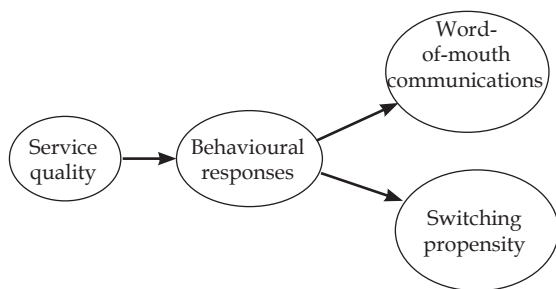 Word-
of-mouth
communications
Service
quality
Behavioural
responses
Switching
propensity